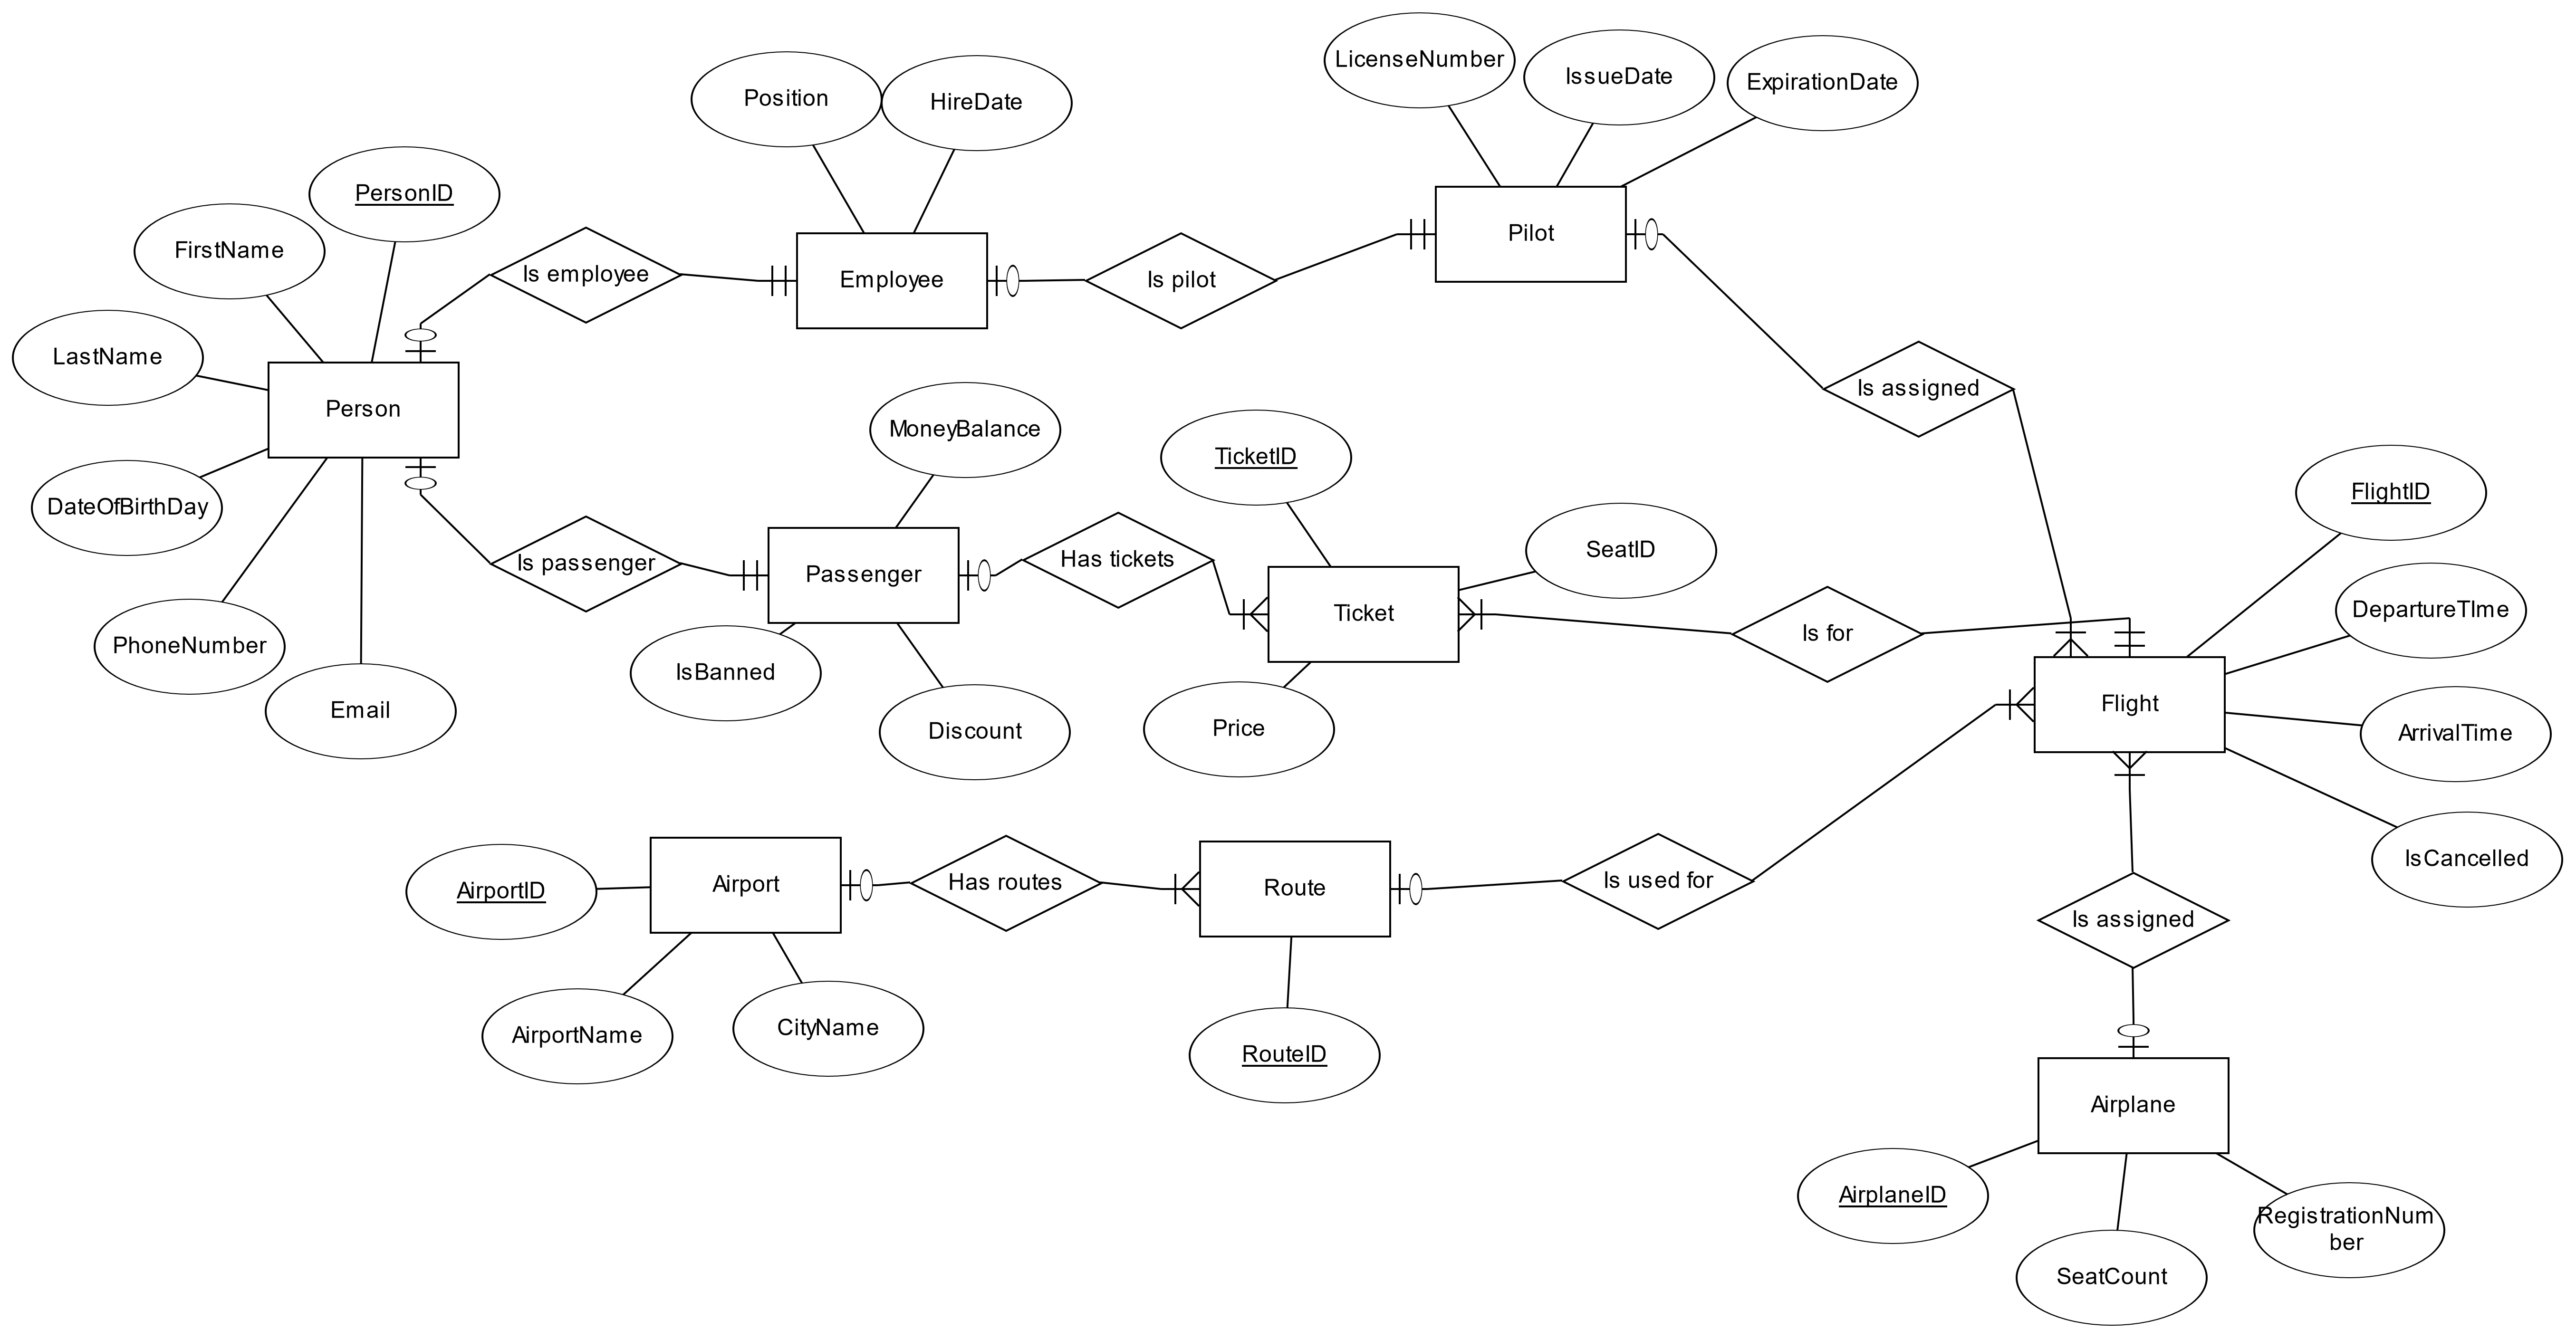 LicenseNumber
IssueDate
ExpirationDate
Position
HireDate
PersonID
FirstName
Is employee
Employee
Is pilot
Pilot
LastName
Person
Is assigned
MoneyBalance
TicketID
FlightID
DateOfBirthDay
SeatID
Is passenger
Passenger
Has tickets
Ticket
Is for
DepartureTIme
PhoneNumber
IsBanned
Email
Discount
Price
Flight
ArrivalTime
AirportID
Airport
Has routes
Route
Is used for
IsCancelled
Is assigned
AirportName
CityName
RouteID
Airplane
AirplaneID
RegistrationNum
ber
SeatCount